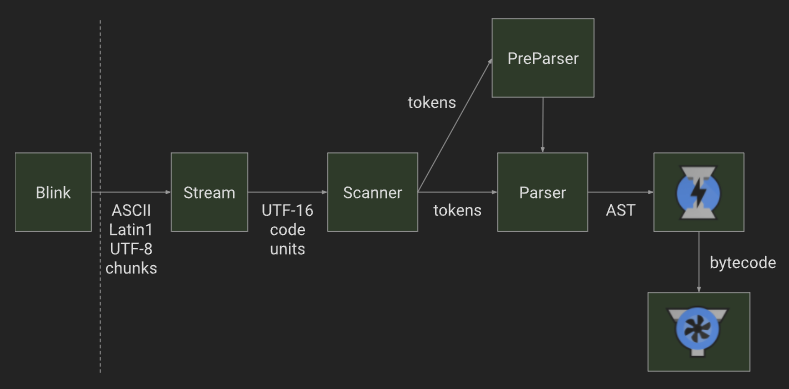 PreParser
tokens
Blink
Stream
Scanner
Parser
ASCII
Latin1
UTF-8
chunks
UTF-16
code
units
tokens
AST
bytecode